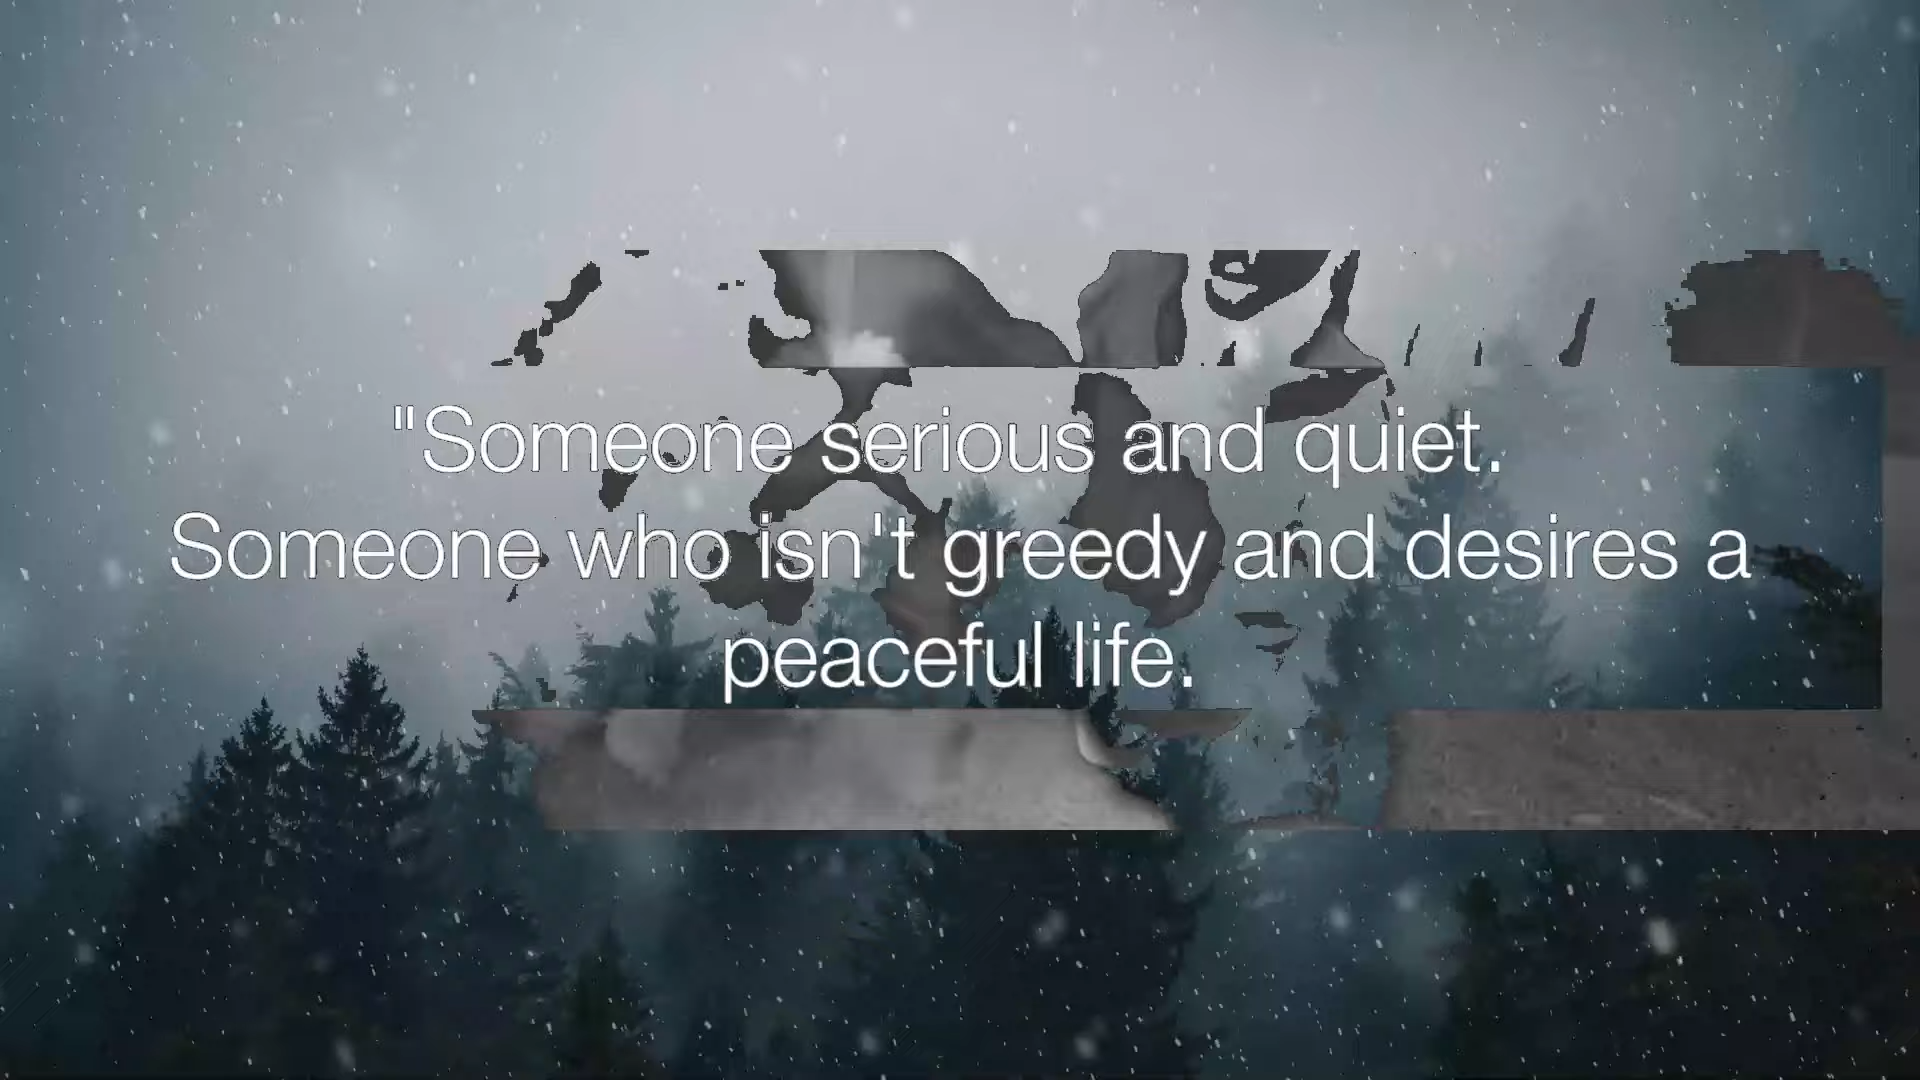 "Someone serious and quiet.
Someone who isn't greedy and desires a
peaceful life.